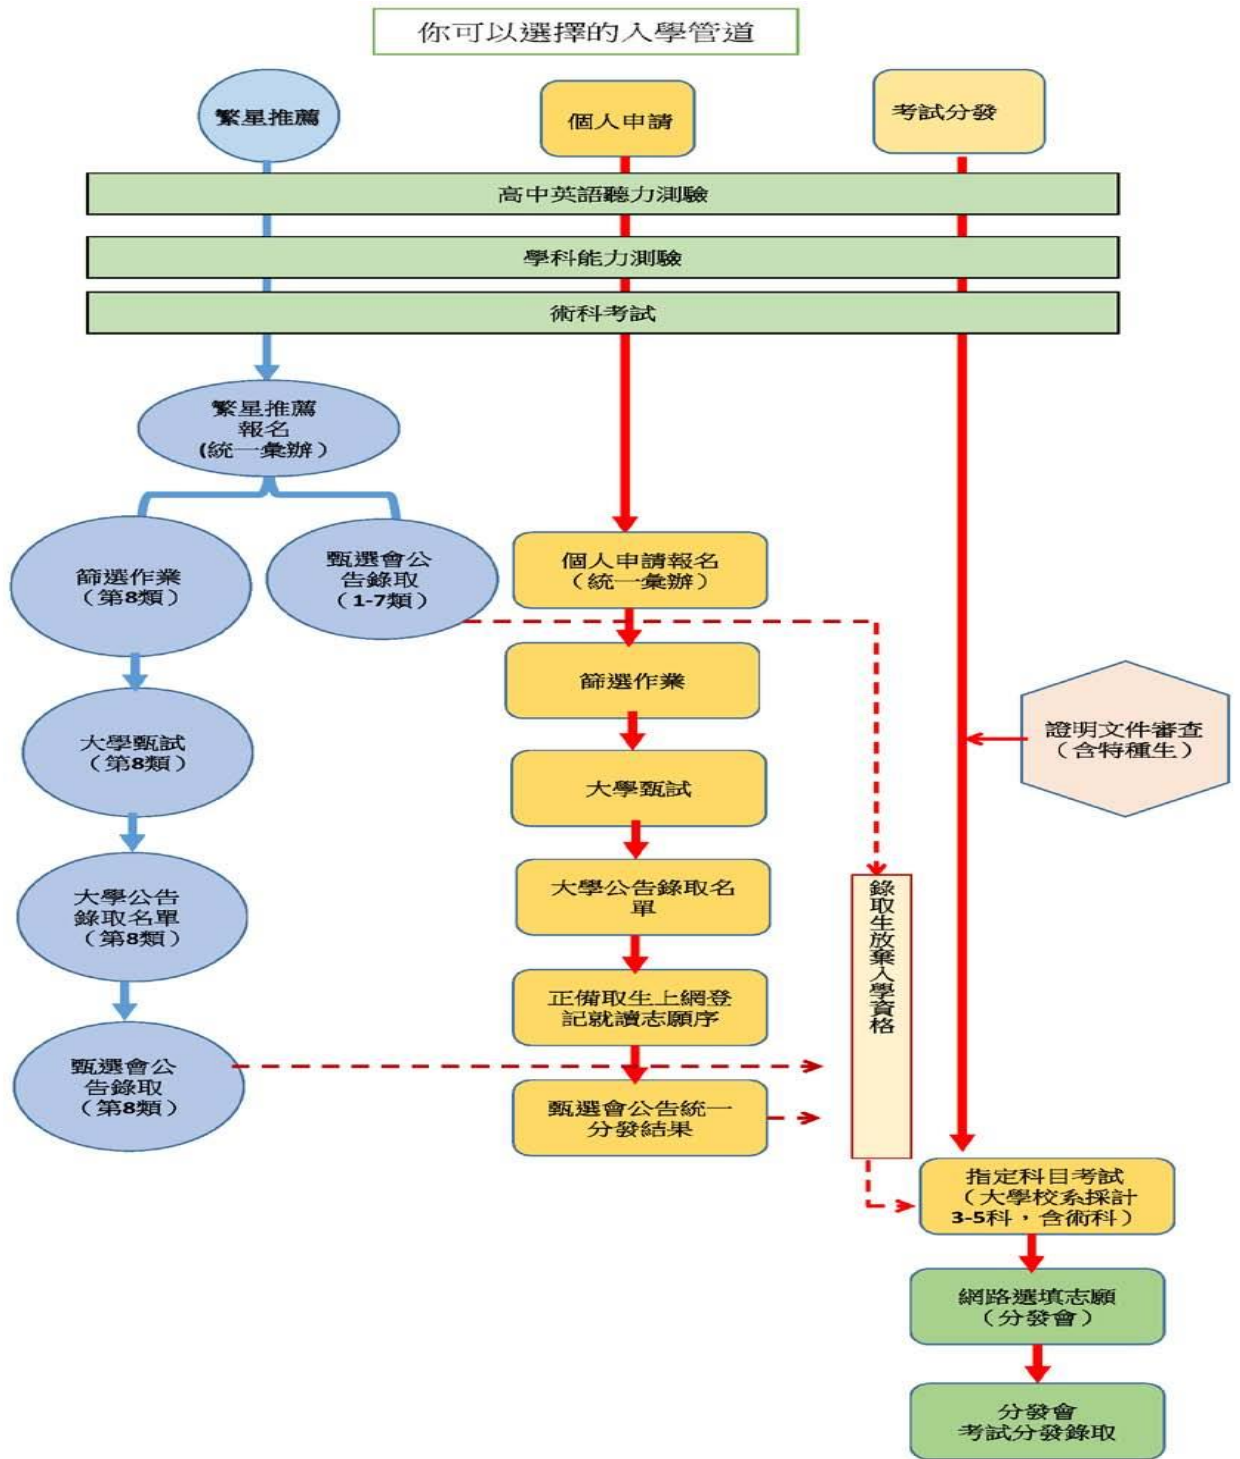 你可以選擇的入學管道
繁星推薦
個人申請
考試分發
高中英語聽力測驗
學科能力測驗
術科考試
繁星推薦
報名
(統一彙辦）
篩選作業
（第8類）
甄選會公
告錄取
（1-7類）
個人申請報名
（統一彙辦）
篩選作業
大學甄試
（第8類）
大學甄試
證明文件審查
（含特種生）
大學公告
錄取名單
（第8類）
大學公告錄取名
單
錄取生放棄入學資格
正備取生上網登
記就讀志願序
甄選會公
告錄取
（第8類）
甄選會公告統一
分發結果
指定科目考試
（大學校系採計
3-5科，含術科）
網路選填志願
（分發會）
分發會
考試分發錄取